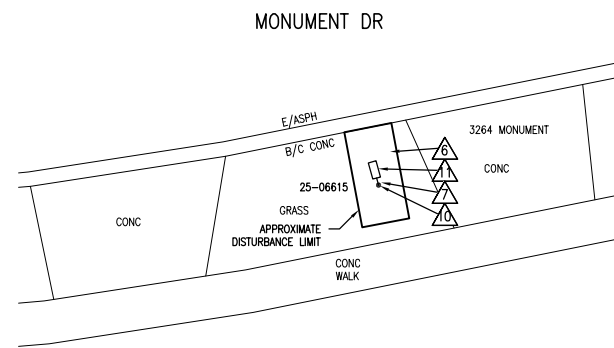 MONUMENT DR
E/ASPH
B/C CONC
3264 MONUMENT
6
11
CONC
25-06615
7
GRASS
10
CONC
APPROXIMATE
DISTURBANCE LIMIT
CONC
WALK